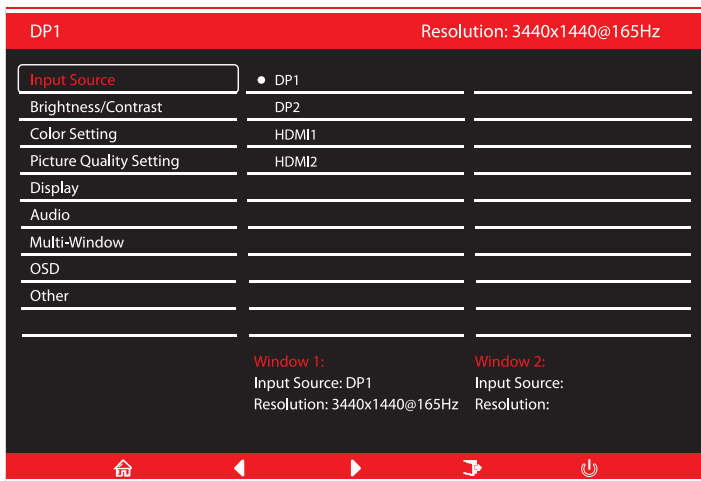 DP1 Resolution: 3440x1440@165Hz
Input Source DP1
Brightness/Contrast DP2
Color Setting HDMI1
Picture Quality Setting HDMI2
Display
Audio
Multi-Window
OSD
Other
Window 1: Window 2:
Input Source: DP1 Input Source:
Resolution: 3440x1440@165Hz Resolution: